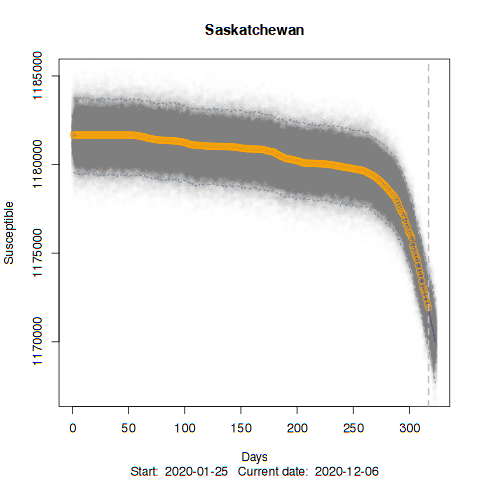 Saskatchewan
Susceptible
1185000
1180000
1175000
1170000
0 50 100 150 200 250 300
Days
Start: 2020-01-25 Current date: 2020-12-06